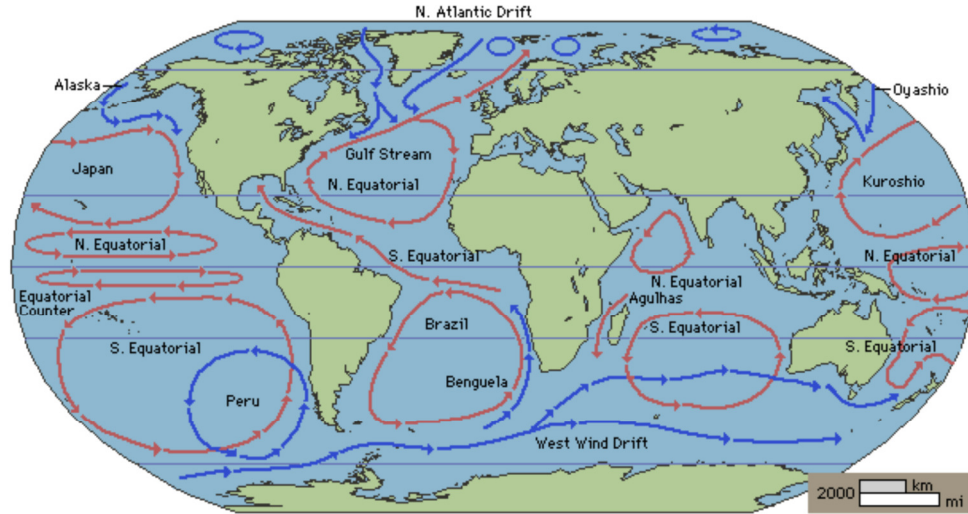 N. Atlantic Drift
Alaska
Oyashio
Gulf Stream
Japan
N. Equatorial
Kuroshio
N. Equatorial
S. Equatorial
N. Equatorial
N. Equatorial
Equatorial
Counter
Agulhas
Brazil
S. Equatorial
S. Equatorial
S. Equatorial
Benguela
Peru
West Wind Drift
2000
km
mi